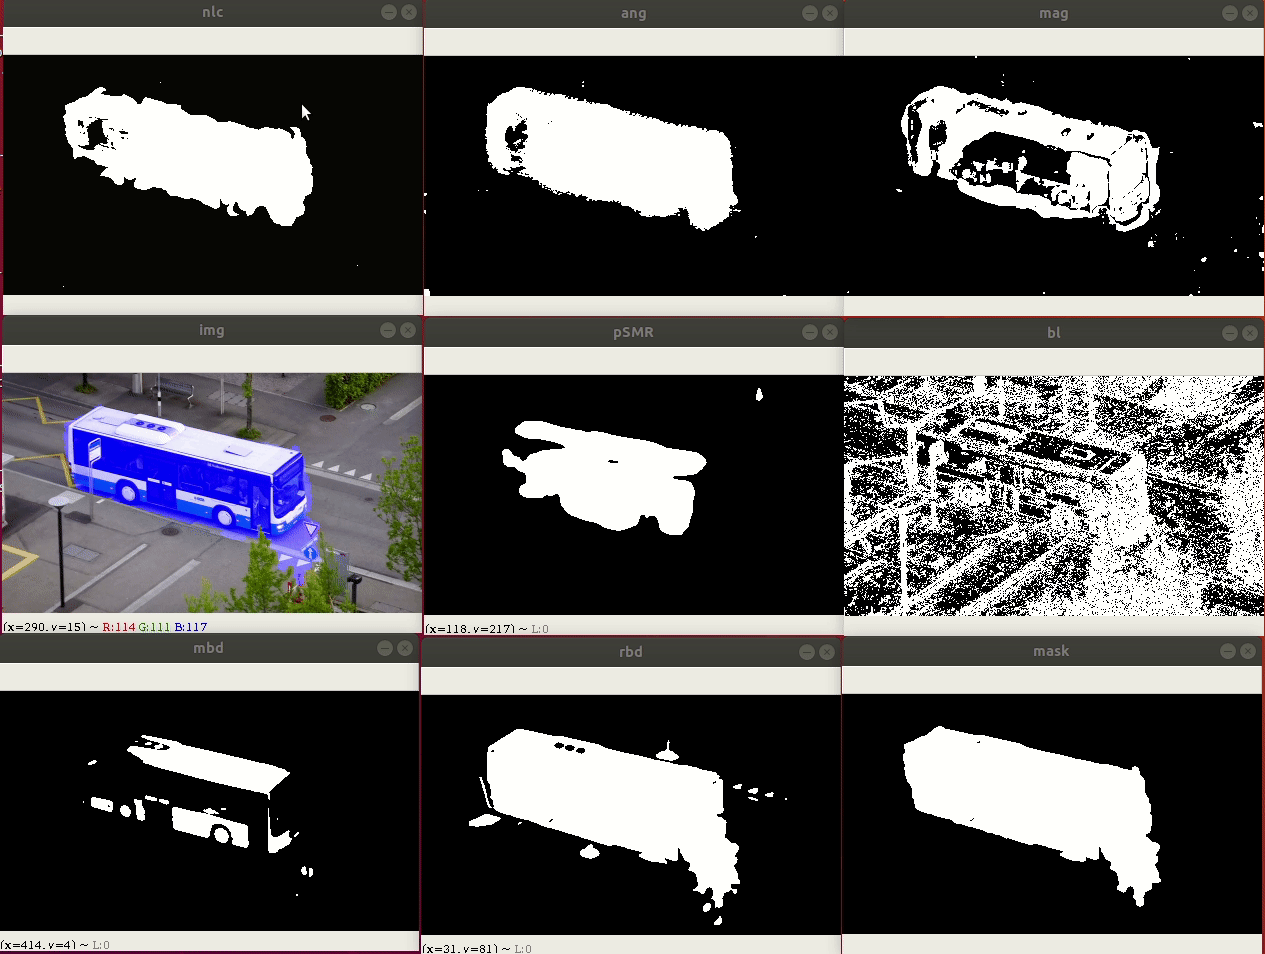 nlc
ang
mag
img
pSMR
bl
(x=290, y=15) ~ R:114 G:111 B:117
(x=118, y=217) ~ L:0
mbd
rbd
mask
(x=414, y=4) ~ L:0
(x=31, y=81) ~ L:0